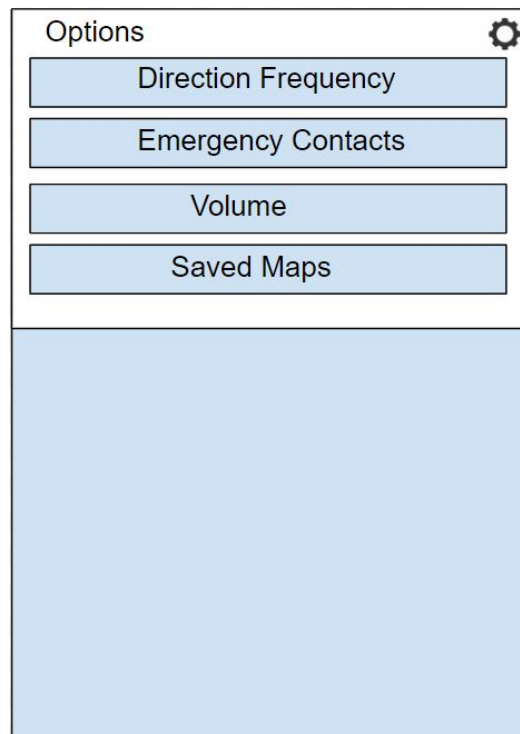 Options
Direction Frequency
Emergency Contacts
Volume
Saved Maps